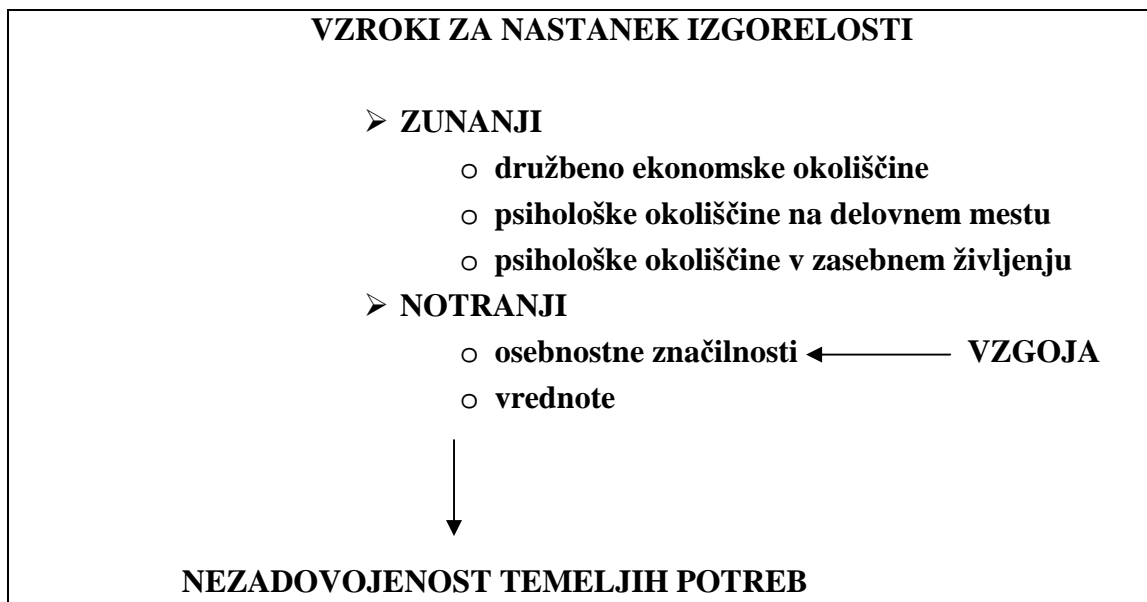 VZROKI ZA NASTANEK IZGORELOSTI
➢ ZUNANJI
o družbeno ekonomske okoliščine
o psihološke okoliščine na delovnem mestu
o psihološke okoliščine v zasebnem življenju
➢ NOTRANJI
o osebnostne značilnosti VZGOJA
o vrednote
NEZADOVOJENOST TEMELJIH POTREB